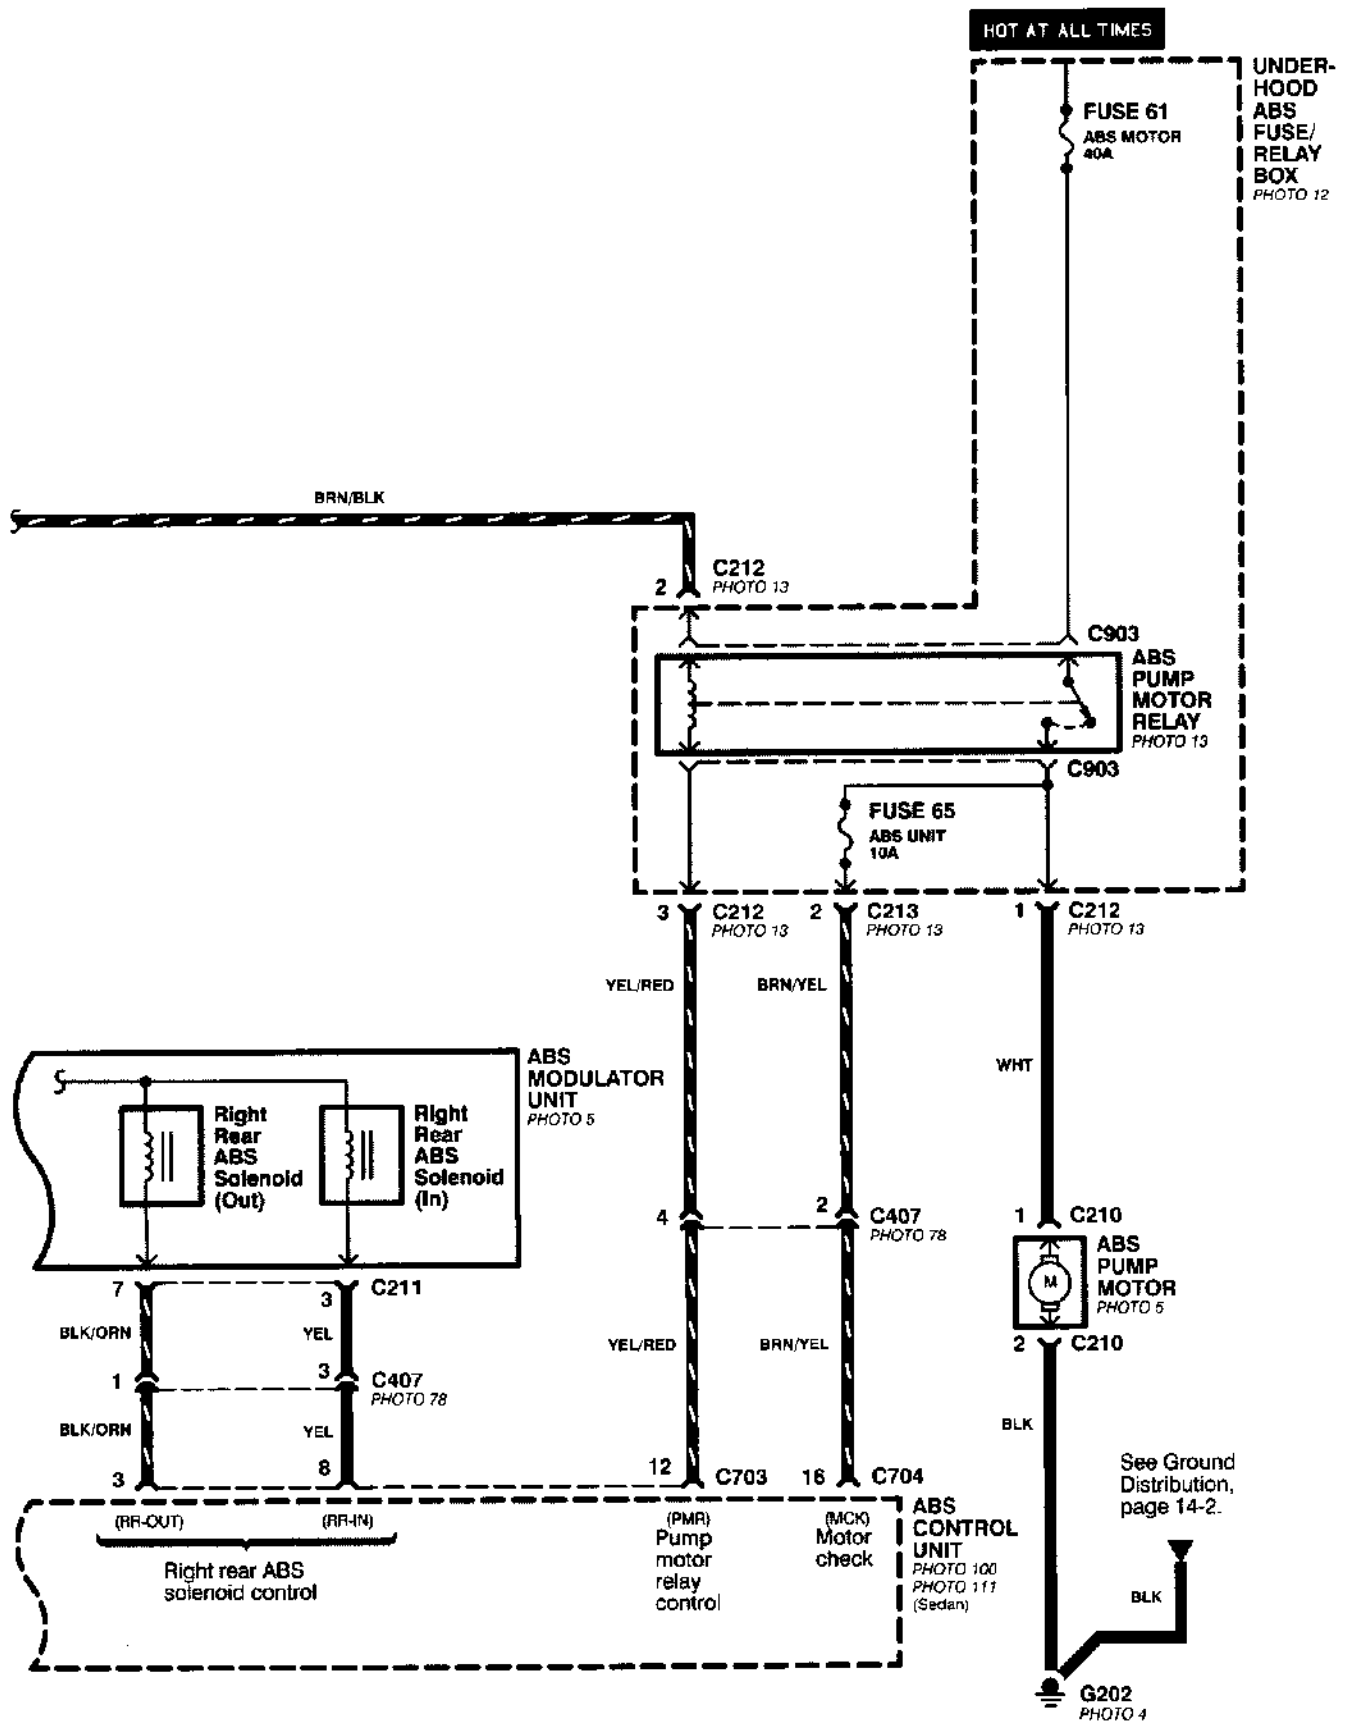 HOT AT ALL TIMES
UNDER-
HOOD
ABS
FUSE/
RELAY
BOX
PHOTO 12
FUSE 61
ABS MOTOR
40A
BRN/BLK
2
C212
PHOTO 13
C903
ABS
PUMP
MOTOR
RELAY
PHOTO 13
C903
FUSE 65
ABS UNIT
10A
3
C212
PHOTO 13
2
C213
PHOTO 13
1
C212
PHOTO 13
YEL/RED
BRN/YEL
WHT
ABS
MODULATOR
UNIT
PHOTO 5
Right
Rear
ABS
Solenoid
(Out)
Right
Rear
ABS
Solenoid
(In)
4
2
C407
PHOTO 78
1
C210
ABS
PUMP
MOTOR
PHOTO 5
M
2
C210
7
3
C211
BLK/ORN
YEL
YEL/RED
BRN/YEL
1
3
C407
PHOTO 78
BLK/ORN
YEL
BLK
3
8
12
C703
16
C704
See Ground
Distribution,
page 14-2.
(RR-OUT)
(RR-IN)
Right rear ABS
solenoid control
(PMR)
Pump
motor
relay
control
(MCK)
Motor
check
ABS
CONTROL
UNIT
PHOTO 100
PHOTO 111
(Sedan)
BLK
G202
PHOTO 4